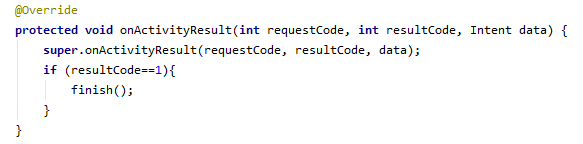 @Override
protected void onActivityResult(int requestCode, int resultCode, Intent data) {
    super.onActivityResult(requestCode, resultCode, data);
    if (resultCode==1){
        finish();
    }
}